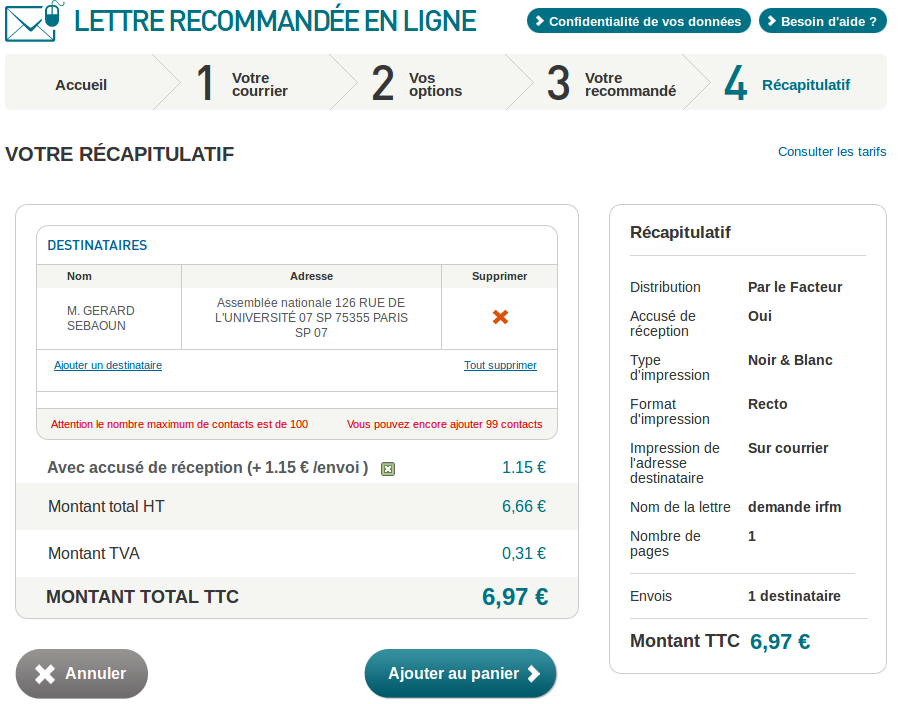 LETTRE RECOMMANDÉE EN LIGNE
Confidentialité de vos données
Besoin d'aide ?
Accueil
1 Votre
courrier
2 Vos
options
3 Votre
recommandé
4 Récapitulatif
VOTRE RÉCAPITULATIF
Consulter les tarifs
DESTINATAIRES
Nom Adresse Supprimer
M. GERARD
SEBAOUN
Assemblée nationale 126 RUE DE
L'UNIVERSITÉ 07 SP 75355 PARIS
SP 07
Ajouter un destinataire Tout supprimer
Attention le nombre maximum de contacts est de 100 Vous pouvez encore ajouter 99 contacts
Avec accusé de réception (+ 1.15 € /envoi ) 1.15 €
Montant total HT 6,66 €
Montant TVA 0,31 €
MONTANT TOTAL TTC 6,97 €
Annuler
Ajouter au panier
Récapitulatif
Distribution Par le Facteur
Accusé de
réception
Oui
Type
d'impression
Noir & Blanc
Format
d'impression
Recto
Impression de
l'adresse
destinataire
Sur courrier
Nom de la lettre demande irfm
Nombre de
pages
1
Envois 1 destinataire
Montant TTC 6,97 €